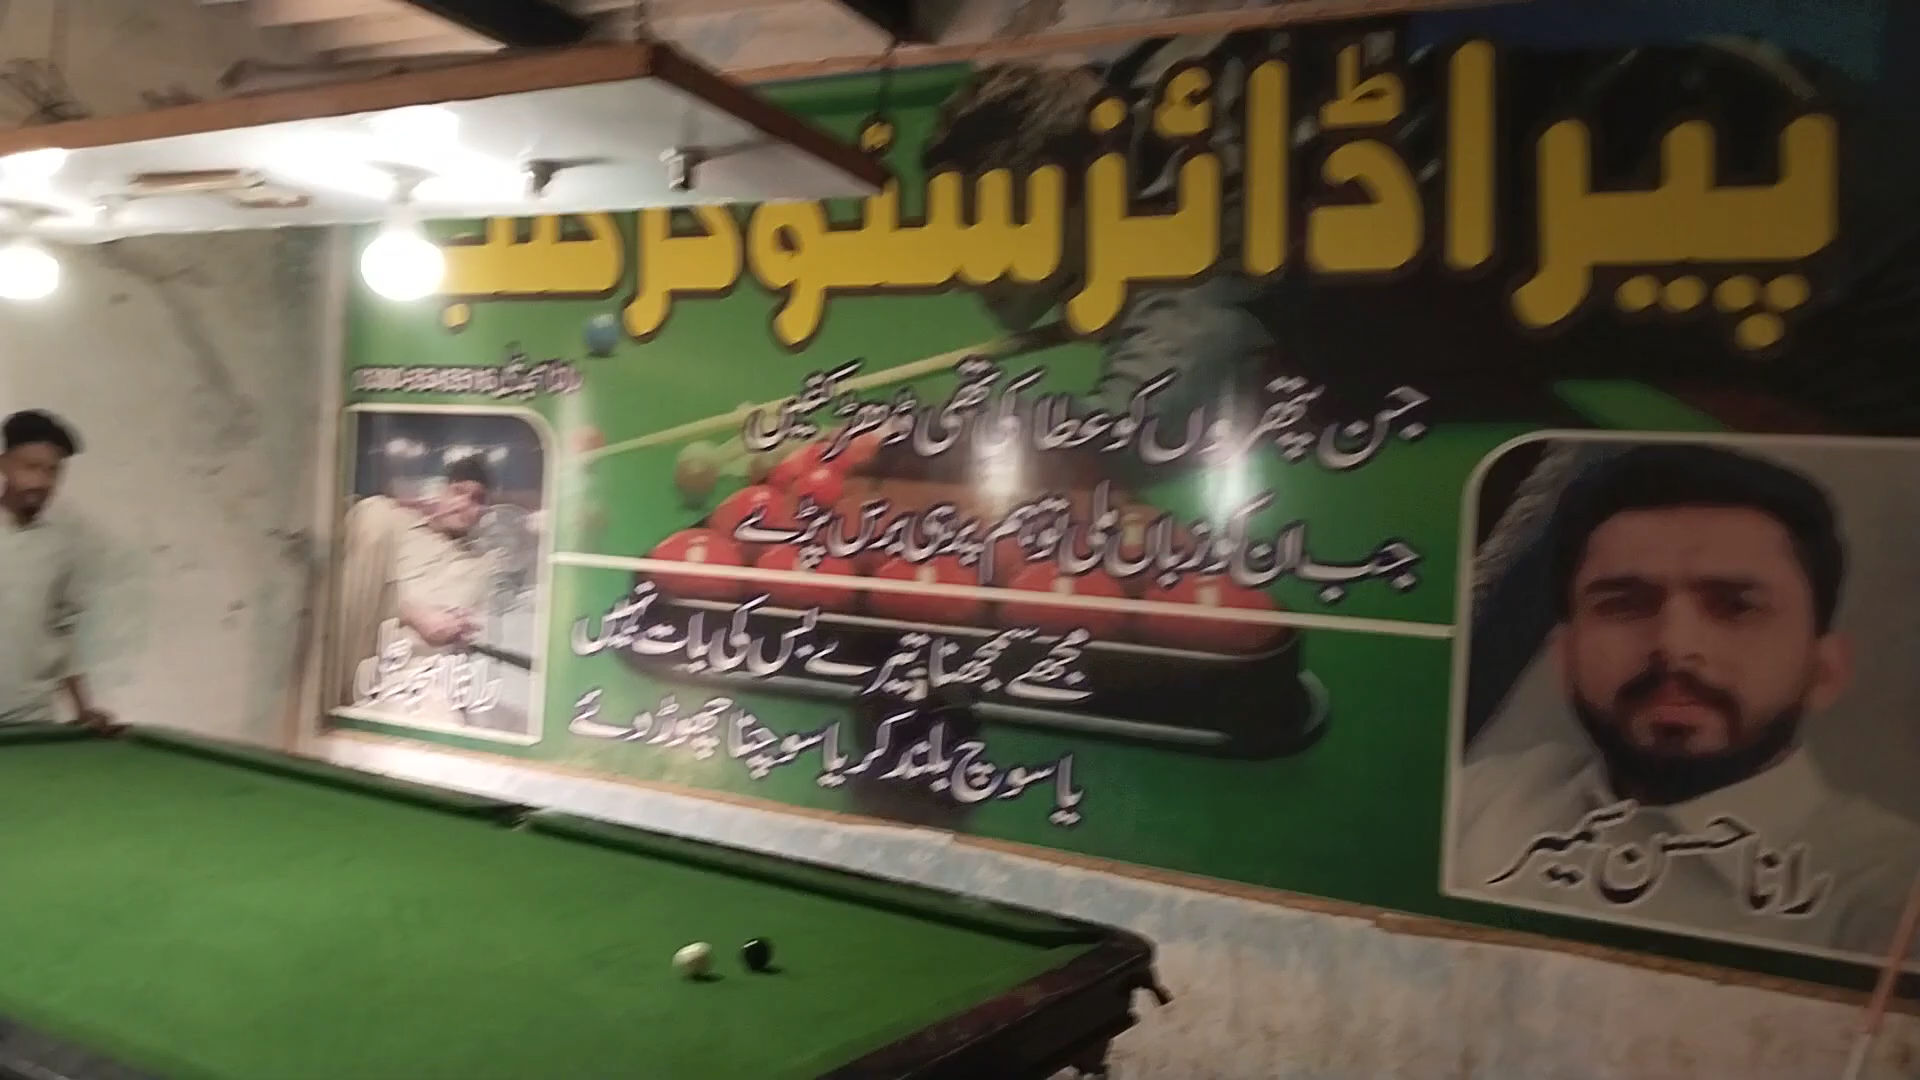 پیراڈائز سنوکر کلب
جن پتھروں کو عطا کی تھی دھڑکنیں
جب ان کو زباں ملی تو ہم پہ ہی برس پڑے
مجھے سمجھنا تیرے بس کی بات نہیں
یا سوچ بلند کر یا سوچنا چھوڑ دے
رانا
رانا حسن سمیر